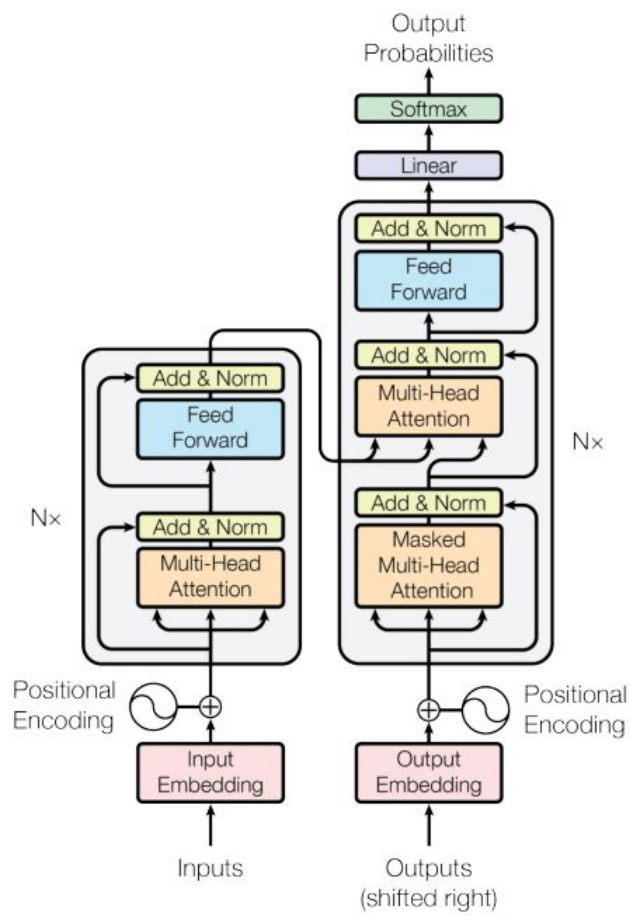 Output
Probabilities
Softmax
Linear
Add & Norm
Feed
Forward
Add & Norm
Multi-Head
Attention
Nx
Add & Norm
Masked
Multi-Head
Attention
Positional
Encoding
Output
Embedding
Outputs
(shifted right)
Add & Norm
Feed
Forward
Nx
Add & Norm
Multi-Head
Attention
Positional
Encoding
Input
Embedding
Inputs